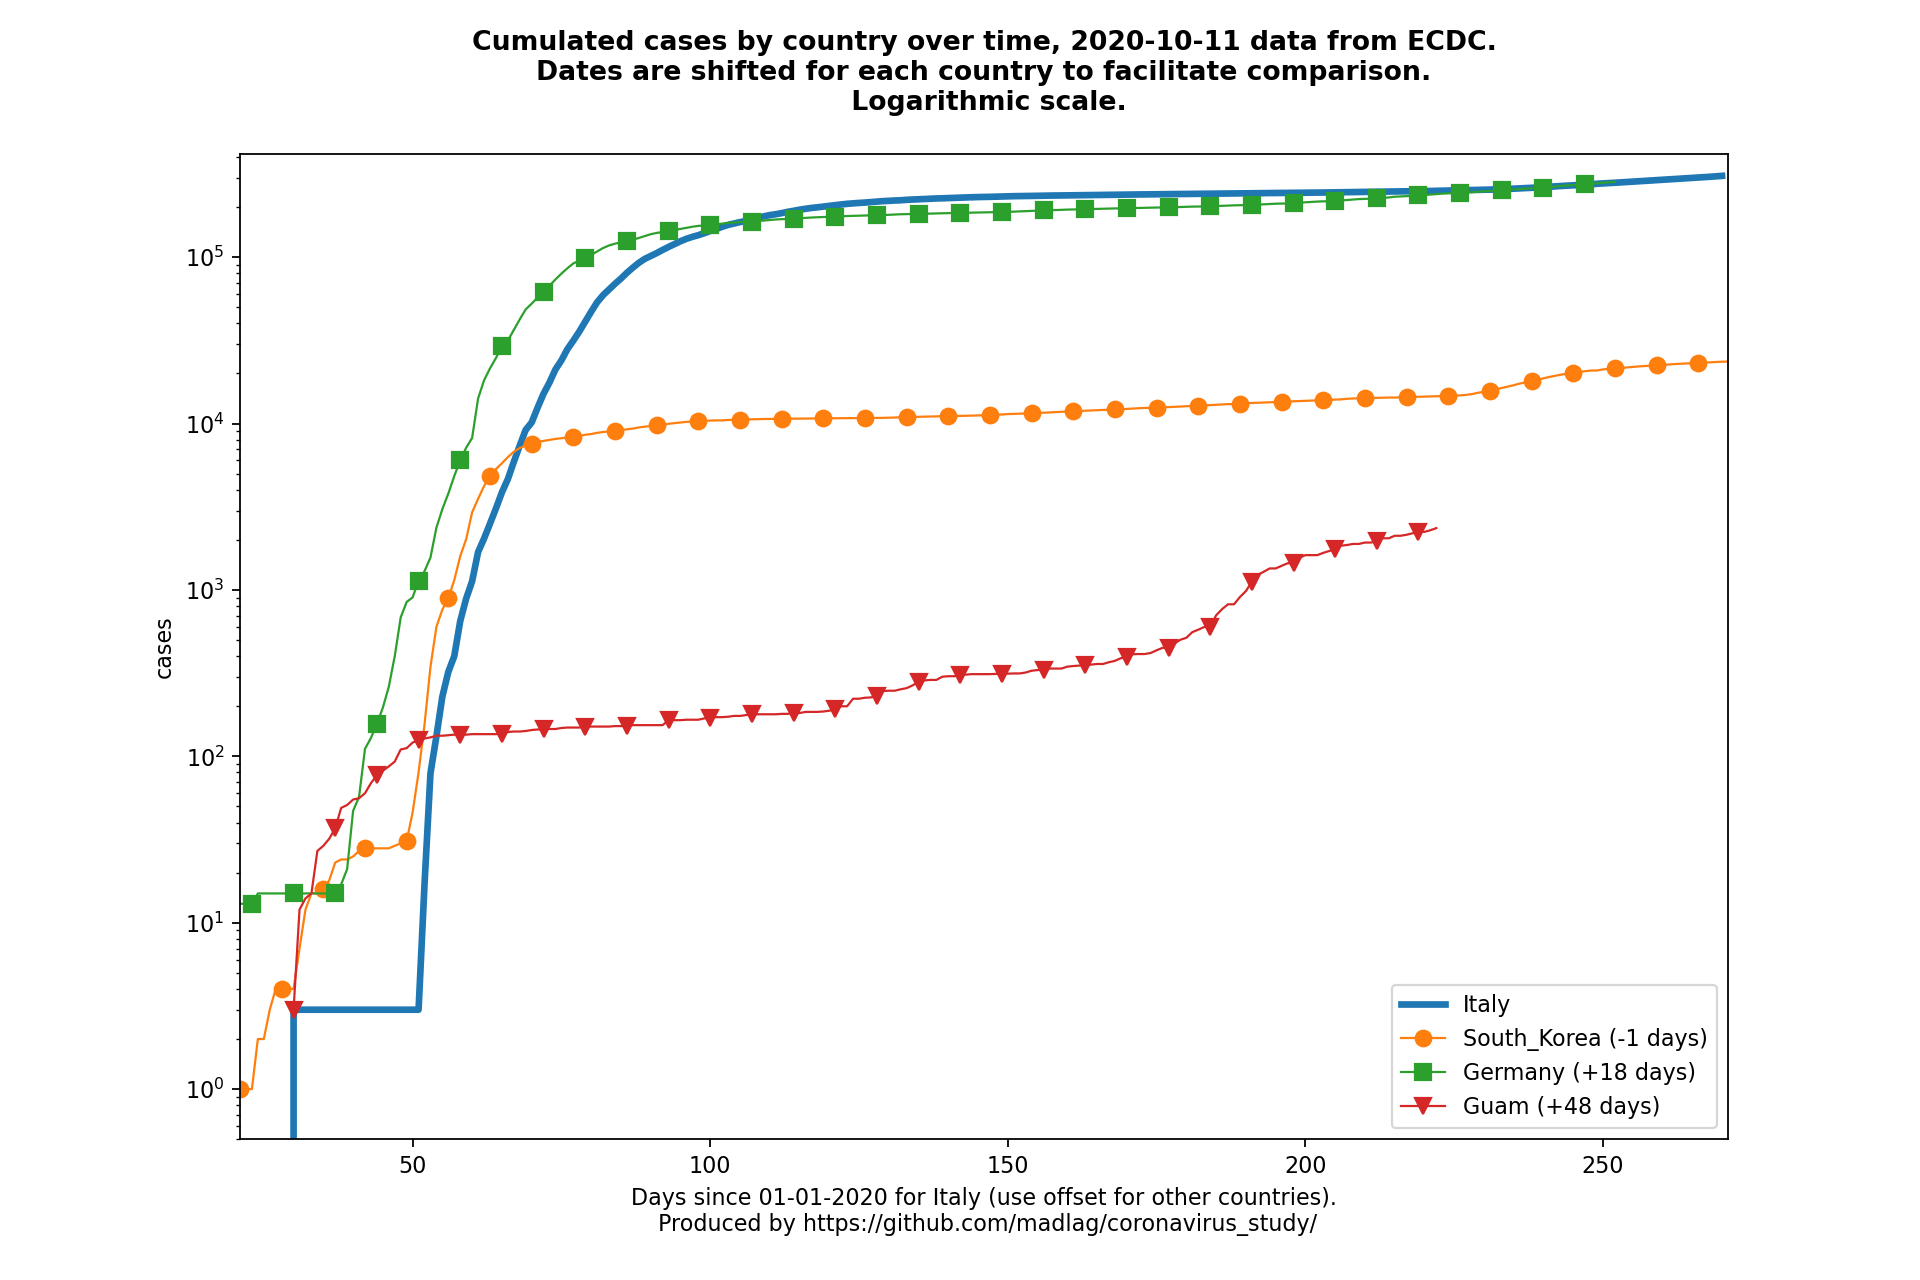 Cumulated cases by country over time, 2020-10-11 data from ECDC.
Dates are shifted for each country to facilitate comparison.
Logarithmic scale.
10⁵
10⁴
10³
10²
10¹
10⁰
cases
Italy
South_Korea (-1 days)
Germany (+18 days)
Guam (+48 days)
50 100 150 200 250
Days since 01-01-2020 for Italy (use offset for other countries).
Produced by https://github.com/madlag/coronavirus_study/